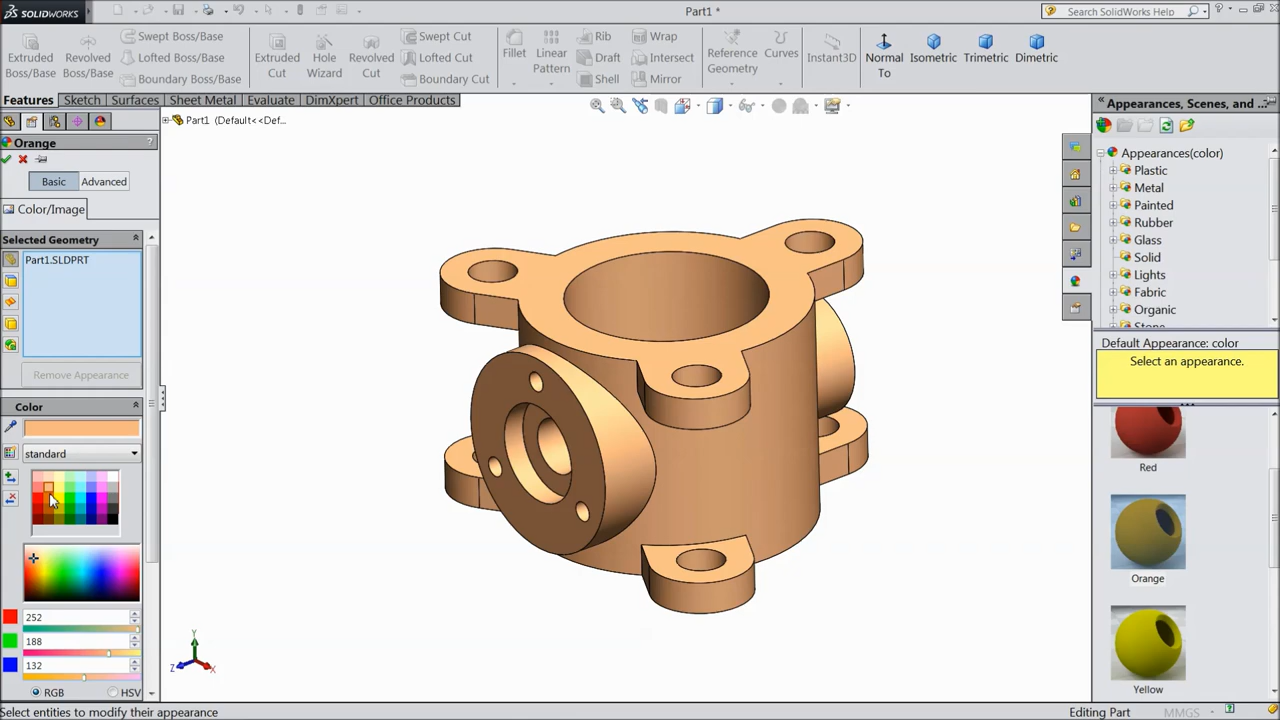 SOLIDWORKS
Part1 *
Search SolidWorks Help
Extruded Boss/Base
Revolved Boss/Base
Swept Boss/Base
Lofted Boss/Base
Boundary Boss/Base
Extruded Cut
Hole Wizard
Revolved Cut
Swept Cut
Lofted Cut
Boundary Cut
Fillet
Linear Pattern
Rib
Draft
Shell
Wrap
Intersect
Mirror
Reference Geometry
Curves
Instant3D
Normal To
Isometric
Trimetric
Dimetric
Features
Sketch
Surfaces
Sheet Metal
Evaluate
DimXpert
Office Products
Part1 (Default<<Def...
Orange
Basic
Advanced
Color/Image
Selected Geometry
Part1.SLDPRT
Remove Appearance
Color
standard
252
188
132
RGB
HSV
Y
Z
X
Appearances, Scenes, and ...
Appearances(color)
Plastic
Metal
Painted
Rubber
Glass
Solid
Lights
Fabric
Organic
Stone
Default Appearance: color
Select an appearance.
Red
Orange
Yellow
Select entities to modify their appearance
Editing Part
MMGS